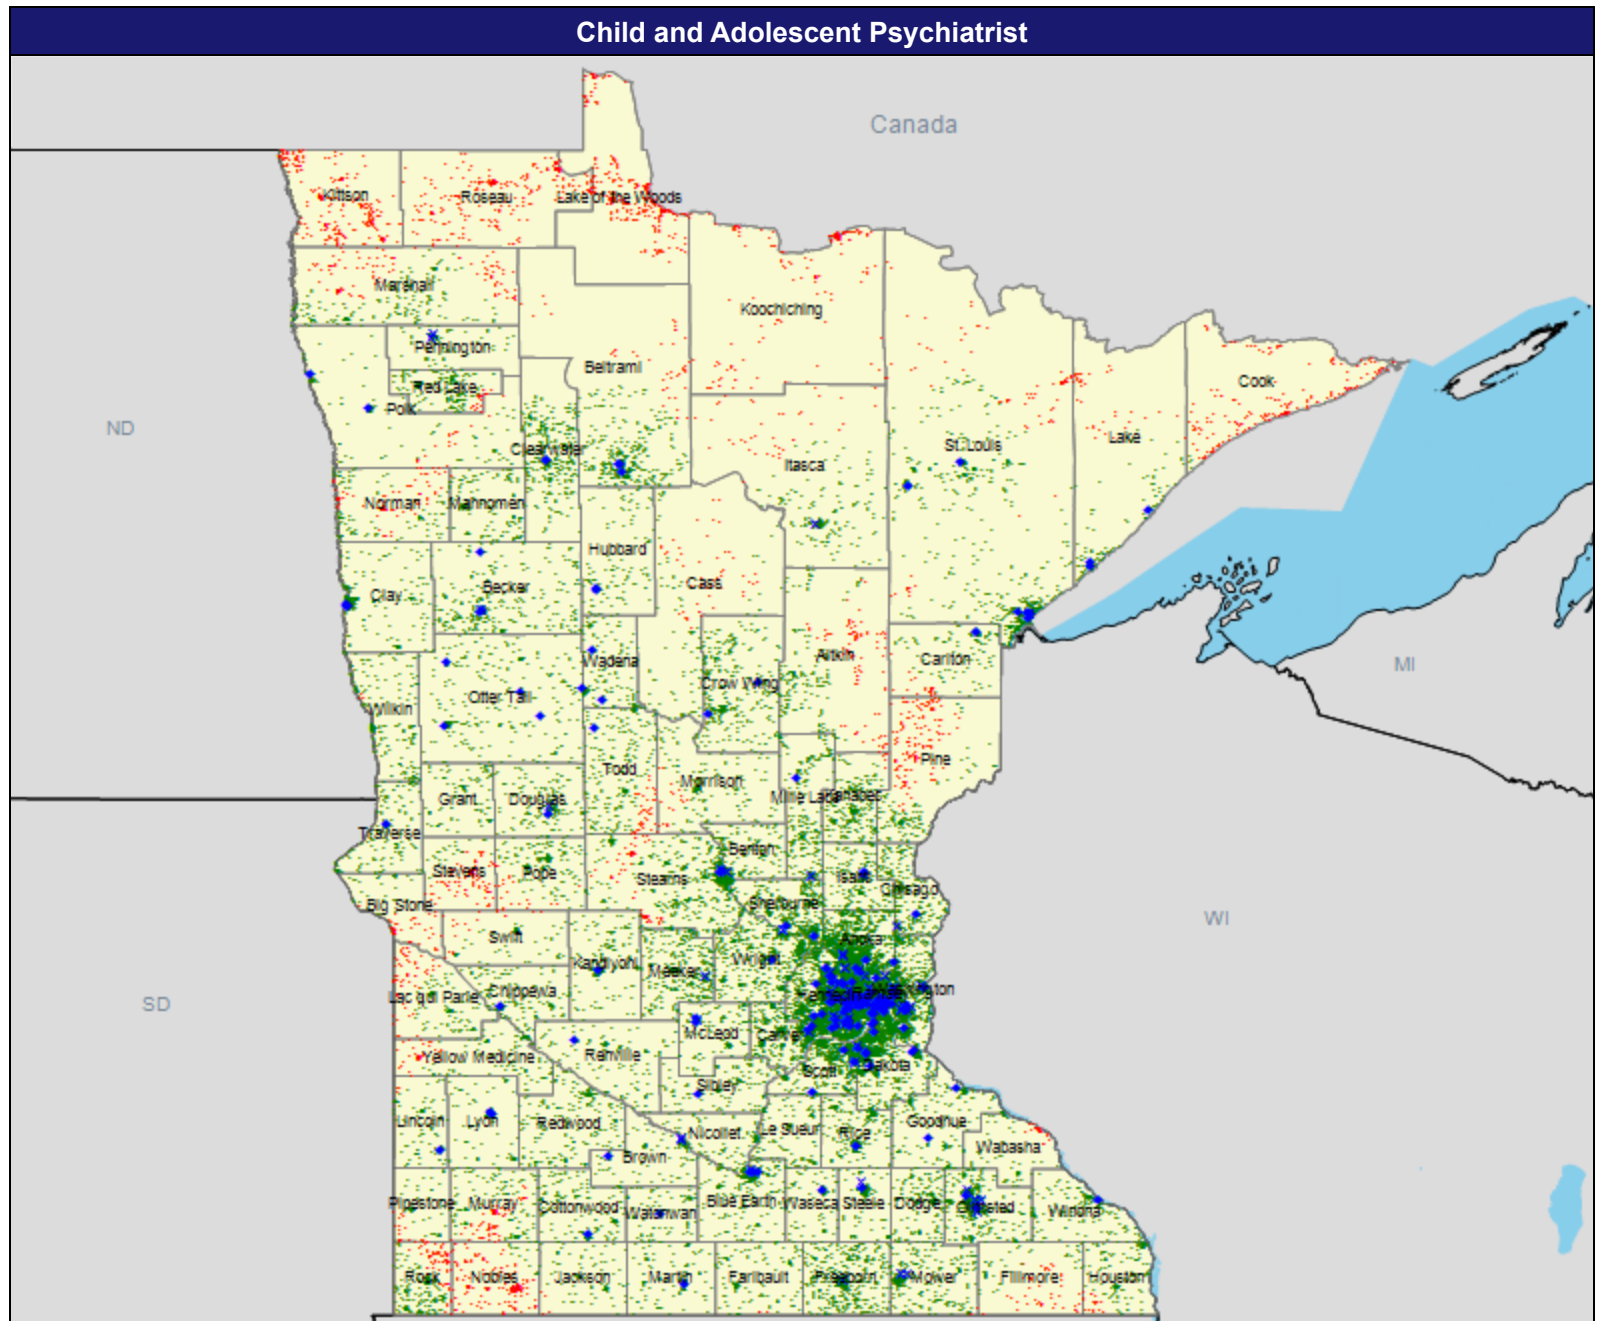 Child and Adolescent Psychiatrist
Canada
Kittson
Roseau
Lake of the Woods
Marshall
Koochiching
Pennington
Beltrami
Red Lake
Cook
Polk
ND
Lake
Clearwater
St. Louis
Itasca
Norman
Mahnomen
Hubbard
Cass
Becker
Clay
Aitkin
Carlton
Wadena
MI
Crow Wing
Otter Tail
Wilkin
Pine
Todd
Morrison
Grant
Douglas
Mille Lacs
Kanabec
Traverse
Benton
Stevens
Pope
Stearns
Isanti
Chisago
Big Stone
Sherburne
WI
Swift
Anoka
Kandiyohi
Meeker
Wright
Lac qui Parle
Chippewa
Hennepin
Ramsey
Washington
SD
McLeod
Carver
Yellow Medicine
Renville
Scott
Dakota
Sibley
Lincoln
Lyon
Redwood
Nicollet
Le Sueur
Rice
Goodhue
Wabasha
Brown
Pipestone
Murray
Cottonwood
Watonwan
Blue Earth
Waseca
Steele
Dodge
Olmsted
Winona
Rock
Nobles
Jackson
Martin
Faribault
Freeborn
Mower
Fillmore
Houston